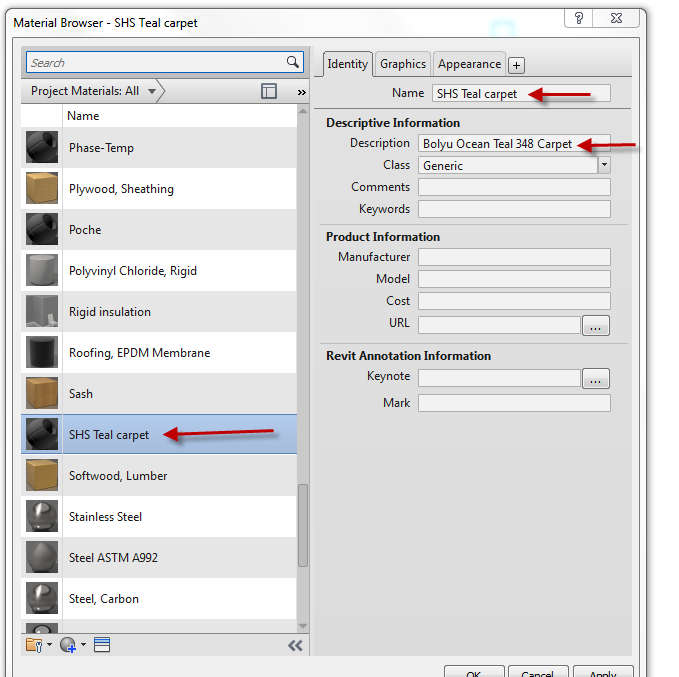 Material Browser - SHS Teal carpet
?
Search
Project Materials: All
»
Name
Phase-Temp
Plywood, Sheathing
Poche
Polyvinyl Chloride, Rigid
Rigid insulation
Roofing, EPDM Membrane
Sash
SHS Teal carpet
Softwood, Lumber
Stainless Steel
Steel ASTM A992
Steel, Carbon
Identity
Graphics
Appearance
+
Name SHS Teal carpet
Descriptive Information
Description Bolyu Ocean Teal 348 Carpet
Class Generic
Comments
Keywords
Product Information
Manufacturer
Model
Cost
URL ...
Revit Annotation Information
Keynote ...
Mark
OK
Cancel
Apply